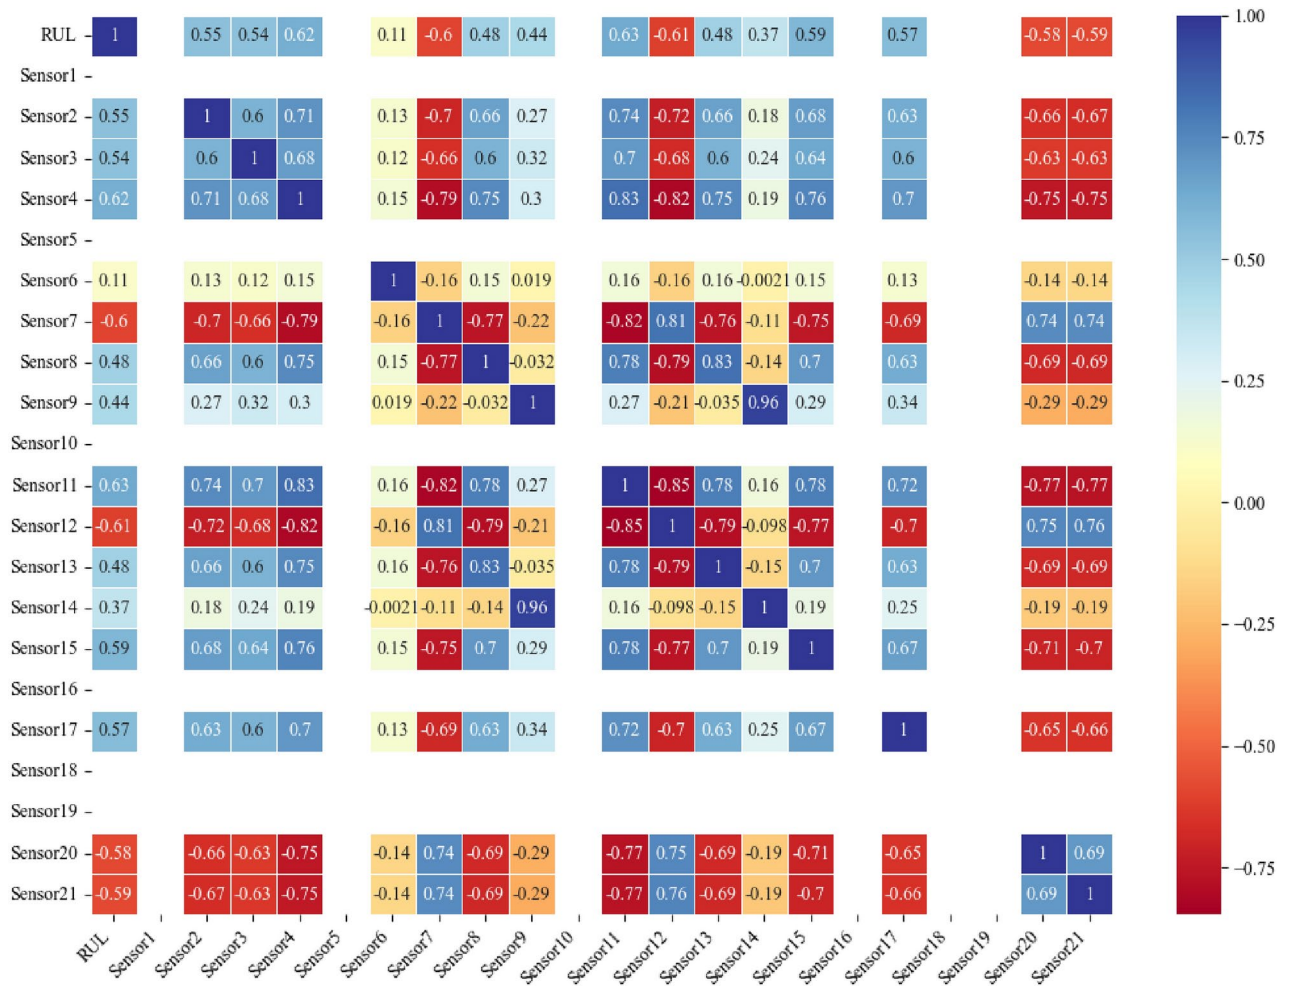 RUL 1 0.55 0.54 0.62 0.11 -0.6 0.48 0.44 0.63 -0.61 0.48 0.37 0.59 0.57 -0.58 -0.59
Sensor1
Sensor2 0.55 1 0.6 0.71 0.13 -0.7 0.66 0.27 0.74 -0.72 0.66 0.18 0.68 0.63 -0.66 -0.67
Sensor3 0.54 0.6 1 0.68 0.12 -0.66 0.6 0.32 0.7 -0.68 0.6 0.24 0.64 0.6 -0.63 -0.63
Sensor4 0.62 0.71 0.68 1 0.15 -0.79 0.75 0.3 0.83 -0.82 0.75 0.19 0.76 0.7 -0.75 -0.75
Sensor5
Sensor6 0.11 0.13 0.12 0.15 1 -0.16 0.15 0.019 0.16 -0.16 0.16 -0.0021 0.15 0.13 -0.14 -0.14
Sensor7 -0.6 -0.7 -0.66 -0.79 -0.16 1 -0.77 -0.22 -0.82 0.81 -0.76 -0.11 -0.75 -0.69 0.74 0.74
Sensor8 0.48 0.66 0.6 0.75 0.15 -0.77 1 -0.032 0.78 -0.79 0.83 -0.14 0.7 0.63 -0.69 -0.69
Sensor9 0.44 0.27 0.32 0.3 0.019 -0.22 -0.032 1 0.27 -0.21 -0.035 0.96 0.29 0.34 -0.29 -0.29
Sensor10
Sensor11 0.63 0.74 0.7 0.83 0.16 -0.82 0.78 0.27 1 -0.85 0.78 0.16 0.78 0.72 -0.77 -0.77
Sensor12 -0.61 -0.72 -0.68 -0.82 -0.16 0.81 -0.79 -0.21 -0.85 1 -0.79 -0.098 -0.77 -0.7 0.75 0.76
Sensor13 0.48 0.66 0.6 0.75 0.16 -0.76 0.83 -0.035 0.78 -0.79 1 -0.15 0.7 0.63 -0.69 -0.69
Sensor14 0.37 0.18 0.24 0.19 -0.0021 -0.11 -0.14 0.96 0.16 -0.098 -0.15 1 0.19 0.25 -0.19 -0.19
Sensor15 0.59 0.68 0.64 0.76 0.15 -0.75 0.7 0.29 0.78 -0.77 0.7 0.19 1 0.67 -0.71 -0.7
Sensor16
Sensor17 0.57 0.63 0.6 0.7 0.13 -0.69 0.63 0.34 0.72 -0.7 0.63 0.25 0.67 1 -0.65 -0.66
Sensor18
Sensor19
Sensor20 -0.58 -0.66 -0.63 -0.75 -0.14 0.74 -0.69 -0.29 -0.77 0.75 -0.69 -0.19 -0.71 -0.65 1 0.69
Sensor21 -0.59 -0.67 -0.63 -0.75 -0.14 0.74 -0.69 -0.29 -0.77 0.76 -0.69 -0.19 -0.7 -0.66 0.69 1
RUL Sensor1 Sensor2 Sensor3 Sensor4 Sensor5 Sensor6 Sensor7 Sensor8 Sensor9 Sensor10 Sensor11 Sensor12 Sensor13 Sensor14 Sensor15 Sensor16 Sensor17 Sensor18 Sensor19 Sensor20 Sensor21
1.00
0.75
0.50
0.25
0.00
−0.25
−0.50
−0.75